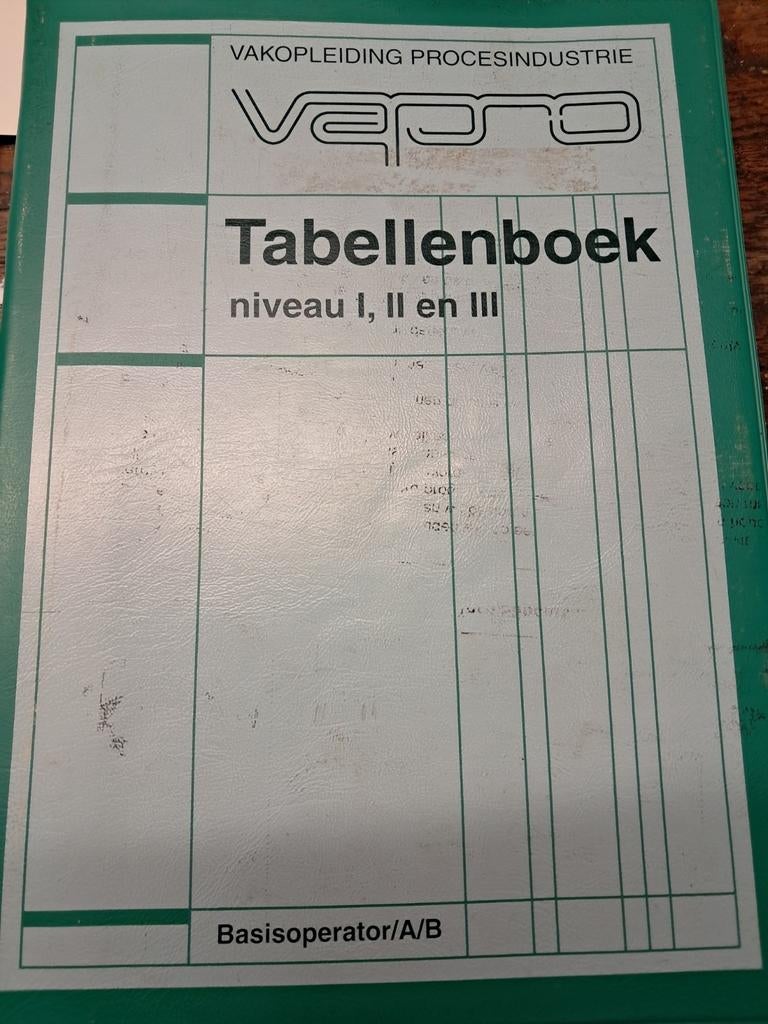 VAKOPLEIDING PROCESINDUSTRIE
vapro
Tabellenboek
niveau I, II en III
Basisoperator/A/B